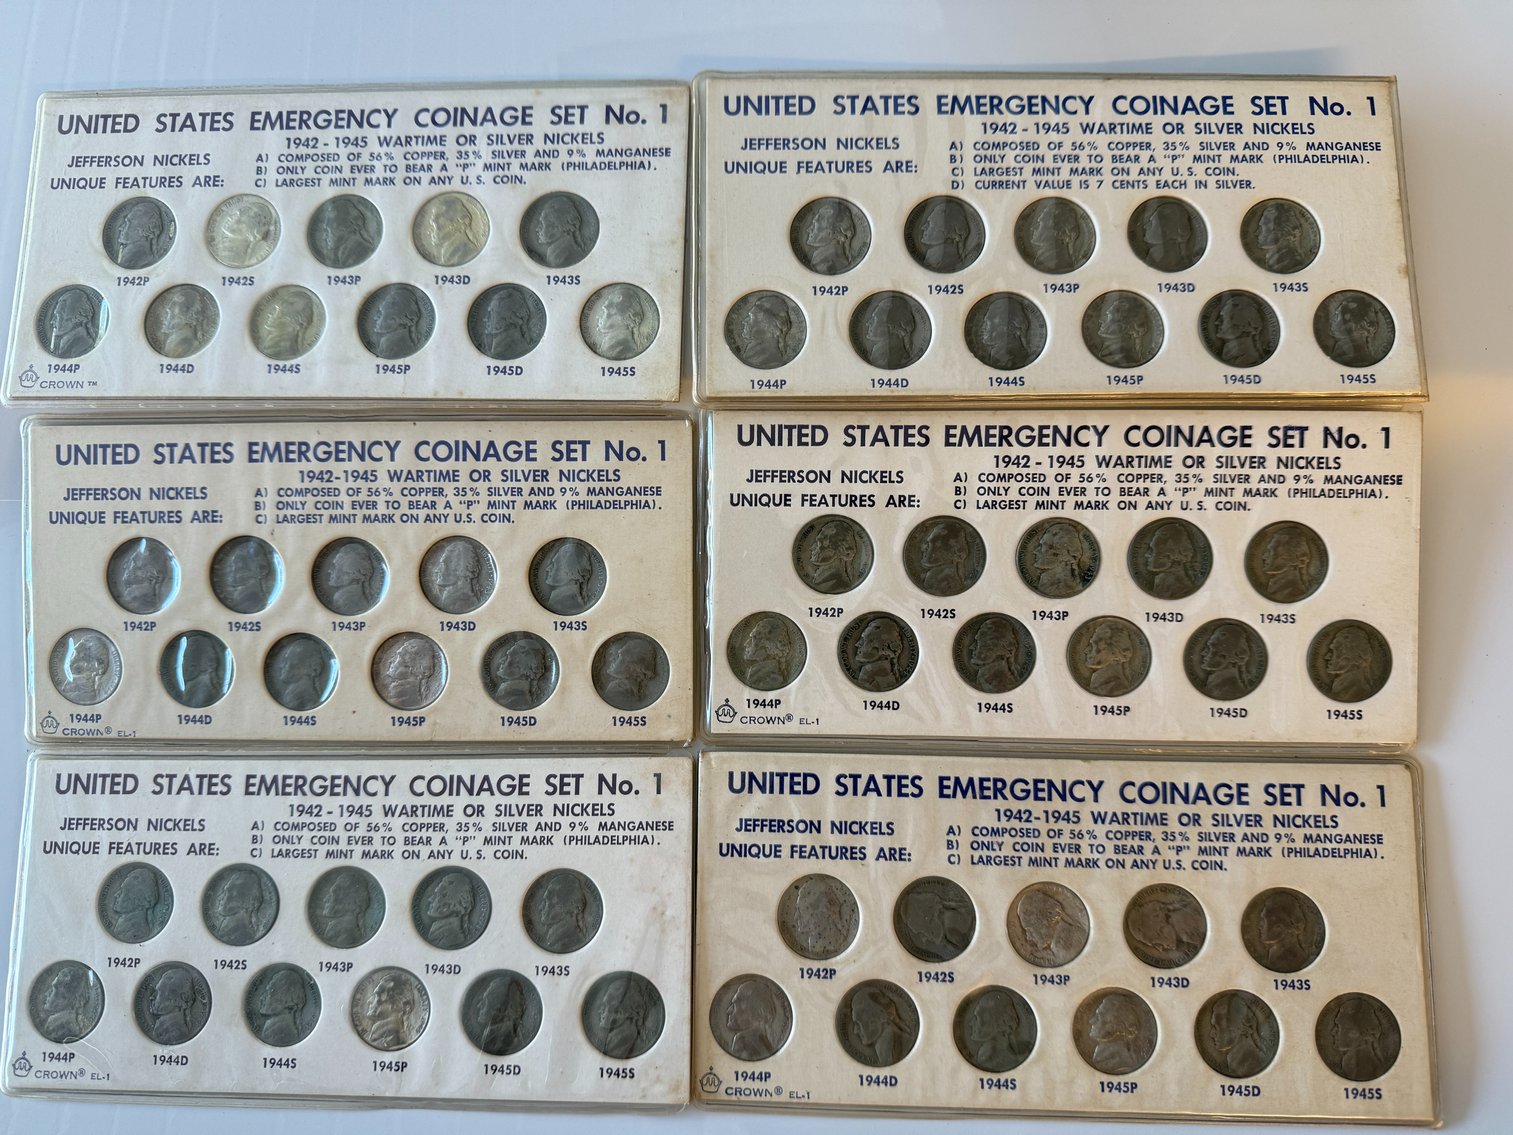 UNITED STATES EMERGENCY COINAGE SET No. 1
1942 - 1945 WARTIME OR SILVER NICKELS
JEFFERSON NICKELS
UNIQUE FEATURES ARE:
A) COMPOSED OF 56% COPPER, 35% SILVER AND 9% MANGANESE
B) ONLY COIN EVER TO BEAR A "P" MINT MARK (PHILADELPHIA).
C) LARGEST MINT MARK ON ANY U.S. COIN.
1942P 1942S 1943P 1943D 1943S
1944P 1944D 1944S 1945P 1945D 1945S
CROWN ™
UNITED STATES EMERGENCY COINAGE SET No. 1
1942 - 1945 WARTIME OR SILVER NICKELS
JEFFERSON NICKELS
UNIQUE FEATURES ARE:
A) COMPOSED OF 56% COPPER, 35% SILVER AND 9% MANGANESE
B) ONLY COIN EVER TO BEAR A "P" MINT MARK (PHILADELPHIA).
C) LARGEST MINT MARK ON ANY U.S. COIN.
D) CURRENT VALUE IS 7 CENTS EACH IN SILVER.
1942P 1942S 1943P 1943D 1943S
1944P 1944D 1944S 1945P 1945D 1945S
UNITED STATES EMERGENCY COINAGE SET No. 1
1942-1945 WARTIME OR SILVER NICKELS
JEFFERSON NICKELS
UNIQUE FEATURES ARE:
A) COMPOSED OF 56% COPPER, 35% SILVER AND 9% MANGANESE
B) ONLY COIN EVER TO BEAR A "P" MINT MARK (PHILADELPHIA).
C) LARGEST MINT MARK ON ANY U.S. COIN.
1942P 1942S 1943P 1943D 1943S
1944P 1944D 1944S 1945P 1945D 1945S
CROWN® EL-1
UNITED STATES EMERGENCY COINAGE SET No. 1
1942 - 1945 WARTIME OR SILVER NICKELS
JEFFERSON NICKELS
UNIQUE FEATURES ARE:
A) COMPOSED OF 56% COPPER, 35% SILVER AND 9% MANGANESE
B) ONLY COIN EVER TO BEAR A "P" MINT MARK (PHILADELPHIA).
C) LARGEST MINT MARK ON ANY U.S. COIN.
1942P 1942S 1943P 1943D 1943S
1944P 1944D 1944S 1945P 1945D 1945S
CROWN® EL-1
UNITED STATES EMERGENCY COINAGE SET No. 1
1942 - 1945 WARTIME OR SILVER NICKELS
JEFFERSON NICKELS
UNIQUE FEATURES ARE:
A) COMPOSED OF 56% COPPER, 35% SILVER AND 9% MANGANESE
B) ONLY COIN EVER TO BEAR A "P" MINT MARK (PHILADELPHIA).
C) LARGEST MINT MARK ON ANY U.S. COIN.
1942P 1942S 1943P 1943D 1943S
1944P 1944D 1944S 1945P 1945D 1945S
CROWN® EL-1
UNITED STATES EMERGENCY COINAGE SET No. 1
1942-1945 WARTIME OR SILVER NICKELS
JEFFERSON NICKELS
UNIQUE FEATURES ARE:
A) COMPOSED OF 56% COPPER, 35% SILVER AND 9% MANGANESE
B) ONLY COIN EVER TO BEAR A "P" MINT MARK (PHILADELPHIA).
C) LARGEST MINT MARK ON ANY U.S. COIN.
1942P 1942S 1943P 1943D 1943S
1944P 1944D 1944S 1945P 1945D 1945S
CROWN® EL-1